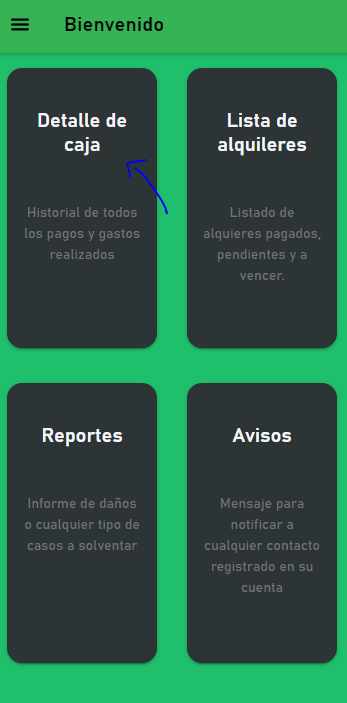 Bienvenido
Detalle de
caja
Historial de todos
los pagos y gastos
realizados
Lista de
alquileres
Listado de
alquieres pagados,
pendientes y a
vencer.
Reportes
Informe de daños
o cualquier tipo de
casos a solventar
Avisos
Mensaje para
notificar a
cualquier contacto
registrado en su
cuenta